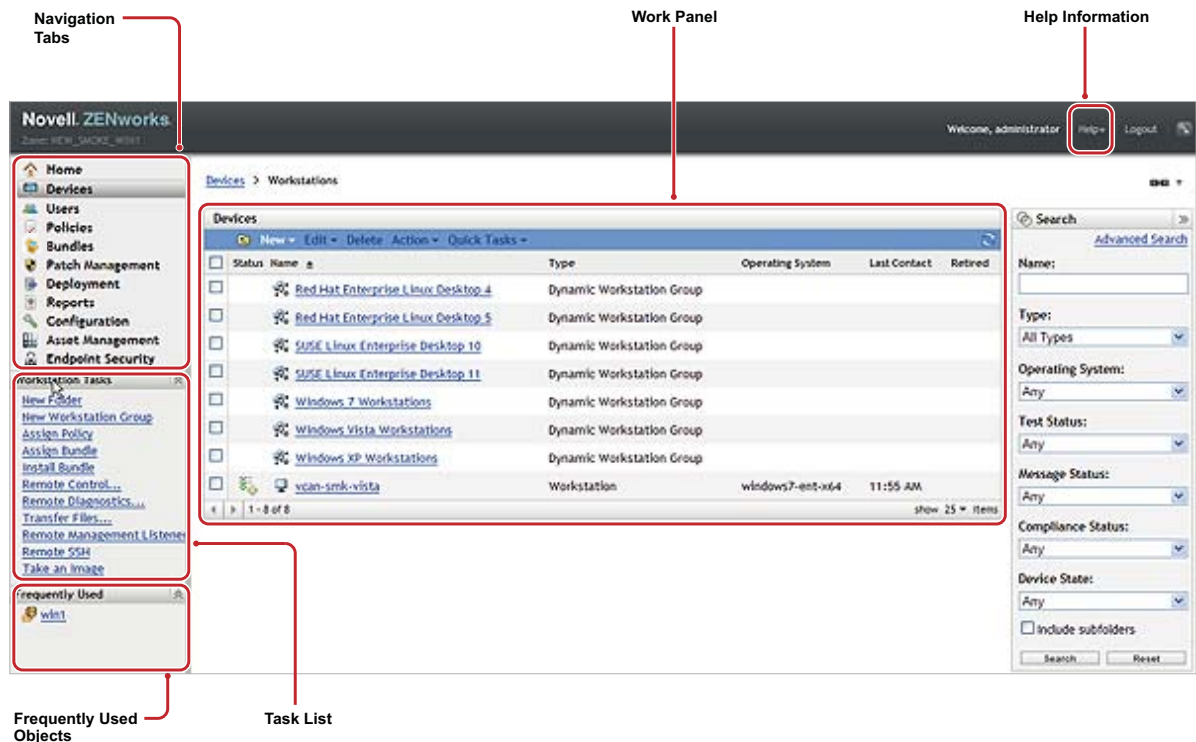 Navigation
Tabs
Work Panel
Help Information
Novell. ZENworks.
Welcome, administrator
Help
Logout
Home
Devices
Users
Policies
Bundles
Patch Management
Deployment
Reports
Configuration
Asset Management
Endpoint Security
Workstation Tasks
New Folder
New Workstation Group
Assign Policy
Assign Bundle
Install Bundle
Remote Control...
Remote Diagnostics...
Transfer Files...
Remote Management Listener
Remote SSH
Take an Image
Frequently Used
win1
Devices > Workstations
Devices
New Edit Delete Action Quick Tasks
Status Name Type Operating System Last Contact Retired
Red Hat Enterprise Linux Desktop 4 Dynamic Workstation Group
Red Hat Enterprise Linux Desktop 5 Dynamic Workstation Group
SUSE Linux Enterprise Desktop 10 Dynamic Workstation Group
SUSE Linux Enterprise Desktop 11 Dynamic Workstation Group
Windows 7 Workstations Dynamic Workstation Group
Windows Vista Workstations Dynamic Workstation Group
Windows XP Workstations Dynamic Workstation Group
vcan-smk-vista Workstation windows7-ent-x64 11:55 AM
1 - 8 of 8 show 25 items
Search
Advanced Search
Name:
Type:
All Types
Operating System:
Any
Test Status:
Any
Message Status:
Any
Compliance Status:
Any
Device State:
Any
Include subfolders
Search Reset
Frequently Used
Objects
Task List